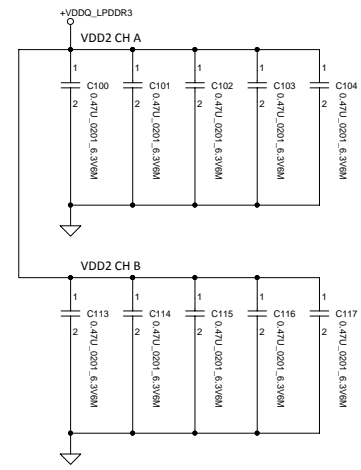 +VDDQ_LPDDR3
VDD2 CH A
1 1 1 1 1
C100 C101 C102 C103 C104
2 2 2 2 2
0.47U_0201_6.3V6M 0.47U_0201_6.3V6M 0.47U_0201_6.3V6M 0.47U_0201_6.3V6M 0.47U_0201_6.3V6M
VDD2 CH B
1 1 1 1 1
C113 C114 C115 C116 C117
2 2 2 2 2
0.47U_0201_6.3V6M 0.47U_0201_6.3V6M 0.47U_0201_6.3V6M 0.47U_0201_6.3V6M 0.47U_0201_6.3V6M